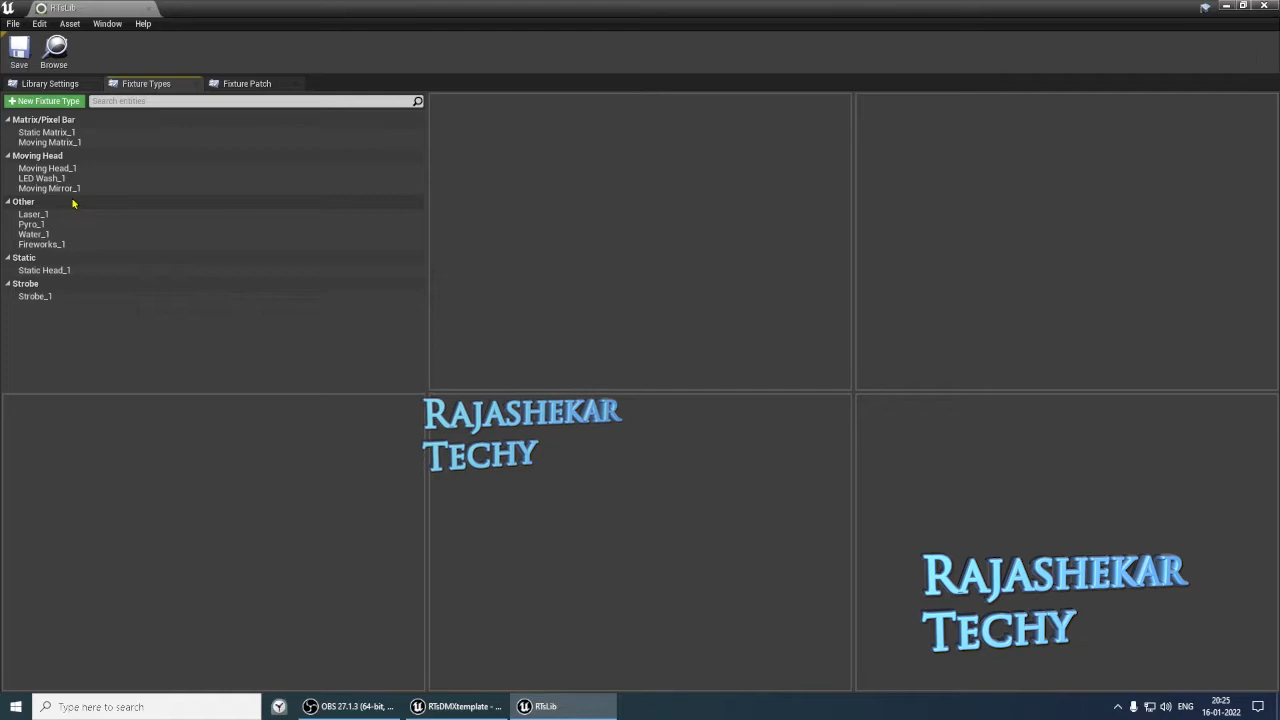 RTsLib
File Edit Asset Window Help
Save Browse
Library Settings Fixture Types Fixture Patch
New Fixture Type Search entities
Matrix/Pixel Bar
Static Matrix_1
Moving Matrix_1
Moving Head
Moving Head_1
LED Wash_1
Moving Mirror_1
Other
Laser_1
Pyro_1
Water_1
Fireworks_1
Static
Static Head_1
Strobe
Strobe_1
RAJASHEKAR
TECHY
RAJASHEKAR
TECHY
Type here to search OBS 27.1.3 (64-bit, ... RTsDMXtemplate - ... RTsLib ENG 20:25
16-01-2022